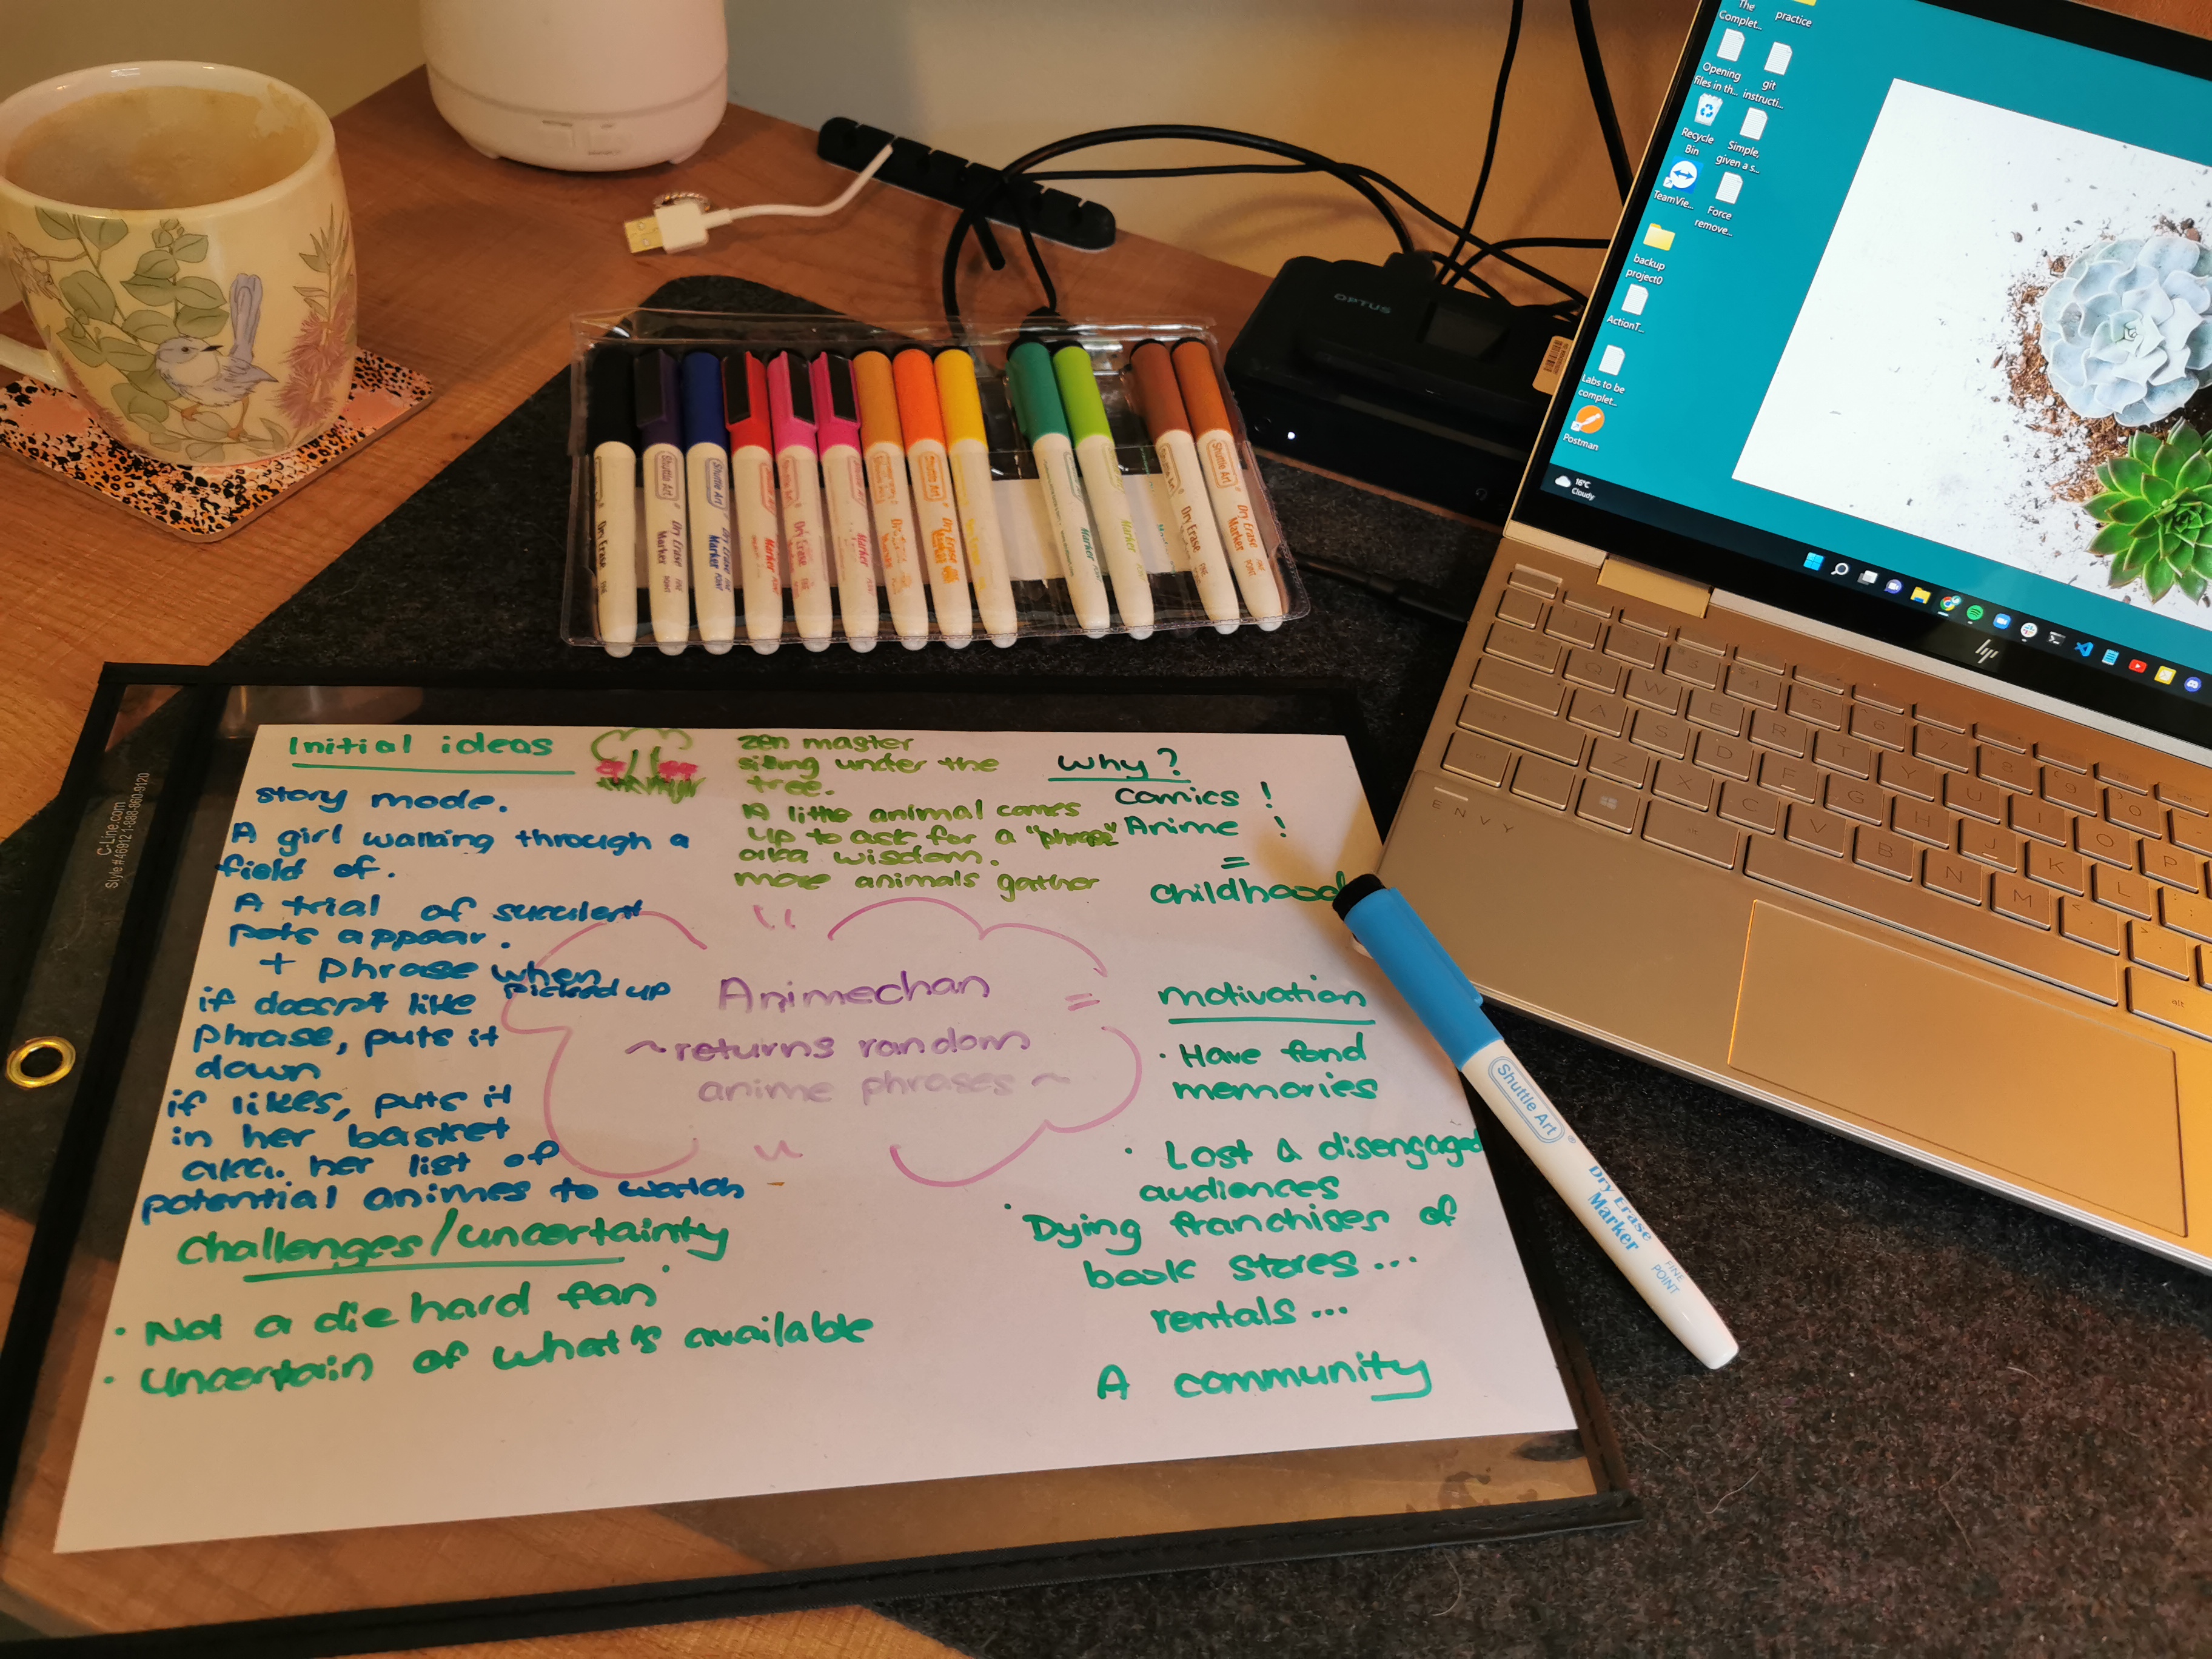 Initial ideas
story mode.
A girl walking through a
field of.
A trial of succulent
pots appear.
+ phrase when
picked up
if doesn't like
phrase, puts it
down
if likes, puts it
in her basket
aka.. her list of
potential animes to watch
Challenges/uncertainty
• Not a die hard fan
• Uncertain of what's available
zen master
siting under the
tree.
A little animal comes
up to ask for a "phrase"
aka wisdom.
more animals gather
Why?
Comics !
Anime !
=
childhood
"
Animechan =
~returns random
anime phrases ~
"
motivation
• Have fond
memories
• Lost & disengaged
audiences
• Dying franchises of
book stores...
rentals...
A community
C-Line.com
Style #46912 1-888-860-9120
Shuttle Art
Dry Erase
Marker
FINE
POINT
OPTUS
The
Complet...
practice
Opening
files in th...
git
instructi...
Recycle
Bin
Simple,
given a s...
TeamVie...
Force
remove...
backup
project0
ActionT...
Labs to be
complet...
Postman
16°C
Cloudy
hp
ENVY
Q W E R T Y U I O P
A S D F G H J K L
Z X C V B N M
alt